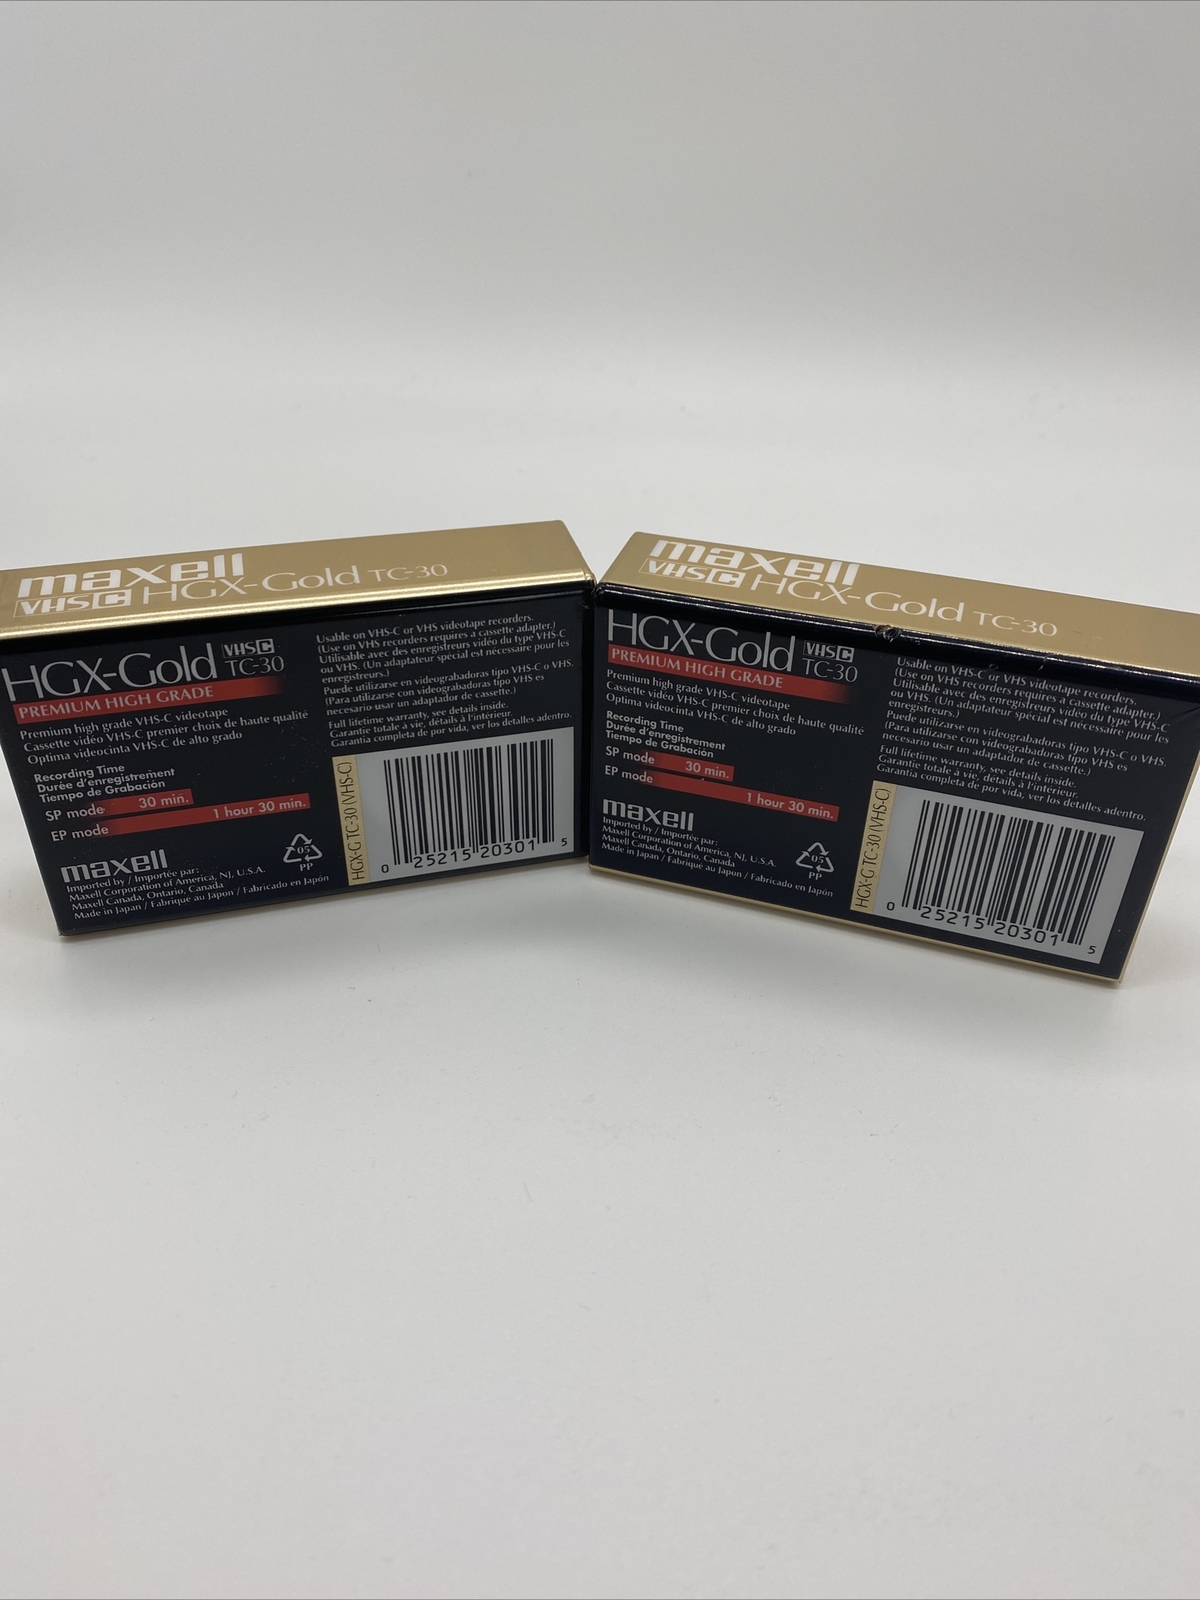 maxell
VHSC HGX-Gold TC-30
HGX-Gold VHSC TC-30
PREMIUM HIGH GRADE
Premium high grade VHS-C videotape
Cassette vidéo VHS-C premier choix de haute qualité
Optima videocinta VHS-C de alto grado
Recording Time
Durée d'enregistrement
Tiempo de Grabación
SP mode 30 min.
EP mode 1 hour 30 min.
maxell
Imported by / Importée par:
Maxell Corporation of America, NJ, U.S.A.
Maxell Canada, Ontario, Canada
Made in Japan / Fabriqué au Japon / Fabricado en Japón
05
PP
Usable on VHS-C or VHS videotape recorders.
(Use on VHS recorders requires a cassette adapter.)
Utilisable avec des enregistreurs vidéo du type VHS-C
ou VHS. (Un adaptateur spécial est nécessaire pour les
enregistreurs.)
Puede utilizarse en videograbadoras tipo VHS-C o VHS.
(Para utilizarse con videograbadoras tipo VHS es
necesario usar un adaptador de cassette.)
Full lifetime warranty, see details inside.
Garantie totale à vie, détails à l'intérieur.
Garantía completa de por vida, ver los detalles adentro.
HGX-G TC-30 (VHS-C)
0 25215 20301 5
maxell
VHSC HGX-Gold TC-30
HGX-Gold VHSC TC-30
PREMIUM HIGH GRADE
Premium high grade VHS-C videotape
Cassette vidéo VHS-C premier choix de haute qualité
Optima videocinta VHS-C de alto grado
Recording Time
Durée d'enregistrement
Tiempo de Grabación
SP mode 30 min.
EP mode 1 hour 30 min.
maxell
Imported by / Importée par:
Maxell Corporation of America, NJ, U.S.A.
Maxell Canada, Ontario, Canada
Made in Japan / Fabriqué au Japon / Fabricado en Japón
05
PP
Usable on VHS-C or VHS videotape recorders.
(Use on VHS recorders requires a cassette adapter.)
Utilisable avec des enregistreurs vidéo du type VHS-C
ou VHS. (Un adaptateur spécial est nécessaire pour les
enregistreurs.)
Puede utilizarse en videograbadoras tipo VHS-C o VHS.
(Para utilizarse con videograbadoras tipo VHS es
necesario usar un adaptador de cassette.)
Full lifetime warranty, see details inside.
Garantie totale à vie, détails à l'intérieur.
Garantía completa de por vida, ver los detalles adentro.
HGX-G TC-30 (VHS-C)
0 25215 20301 5